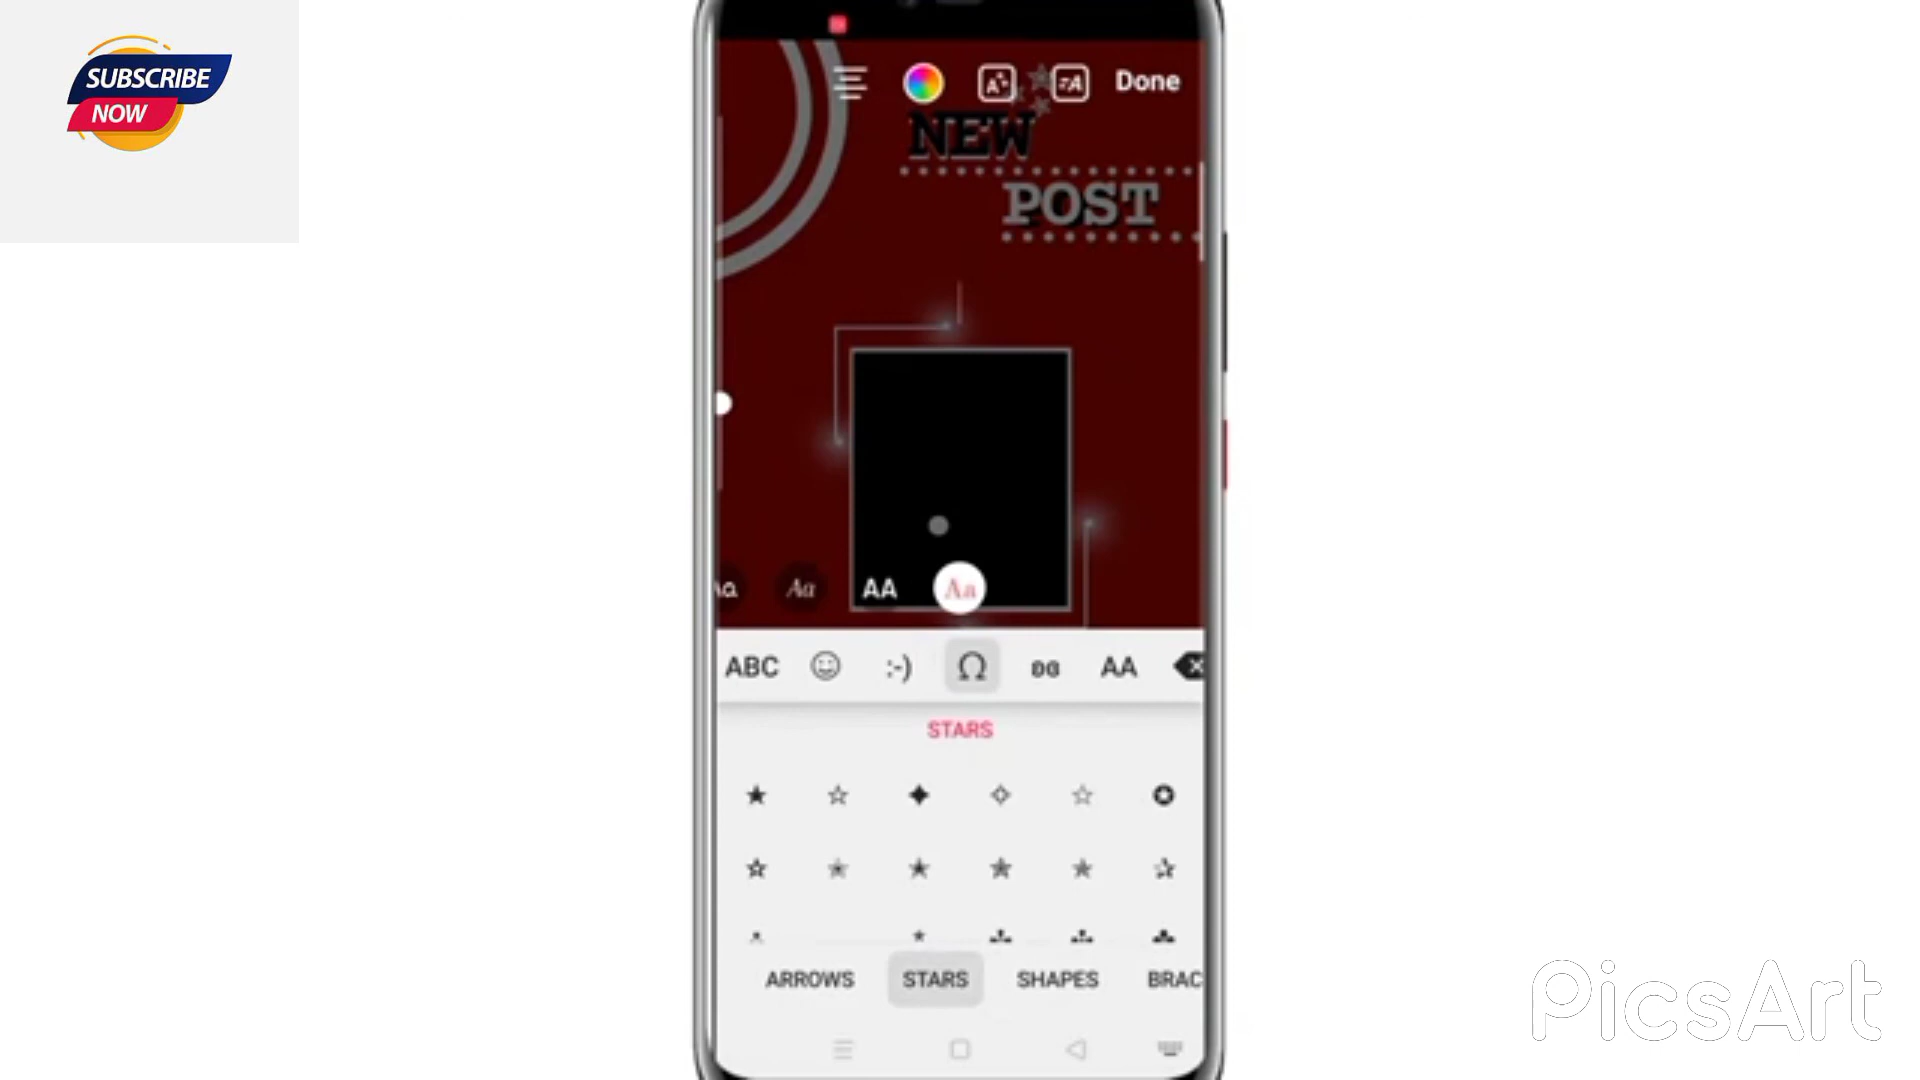 SUBSCRIBE
NOW
Done
NEW
POST
Aa
AA
Aa
ABC :-) Ω AA
STARS
★ ☆ ✦ ✧ ☆ ✪
ARROWS STARS SHAPES BRAC
PicsArt